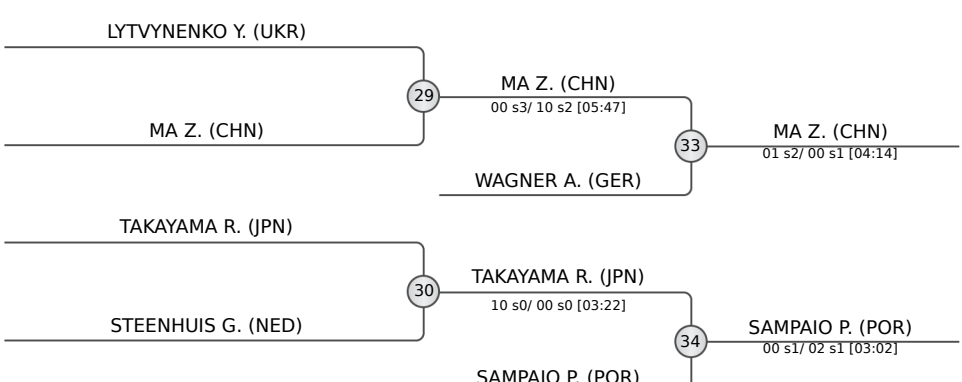 LYTVYNENKO Y. (UKR)
29
MA Z. (CHN)
00 s3/ 10 s2 [05:47]
MA Z. (CHN)
33
MA Z. (CHN)
01 s2/ 00 s1 [04:14]
WAGNER A. (GER)
TAKAYAMA R. (JPN)
30
TAKAYAMA R. (JPN)
10 s0/ 00 s0 [03:22]
STEENHUIS G. (NED)
34
SAMPAIO P. (POR)
00 s1/ 02 s1 [03:02]
SAMPAIO P. (POR)